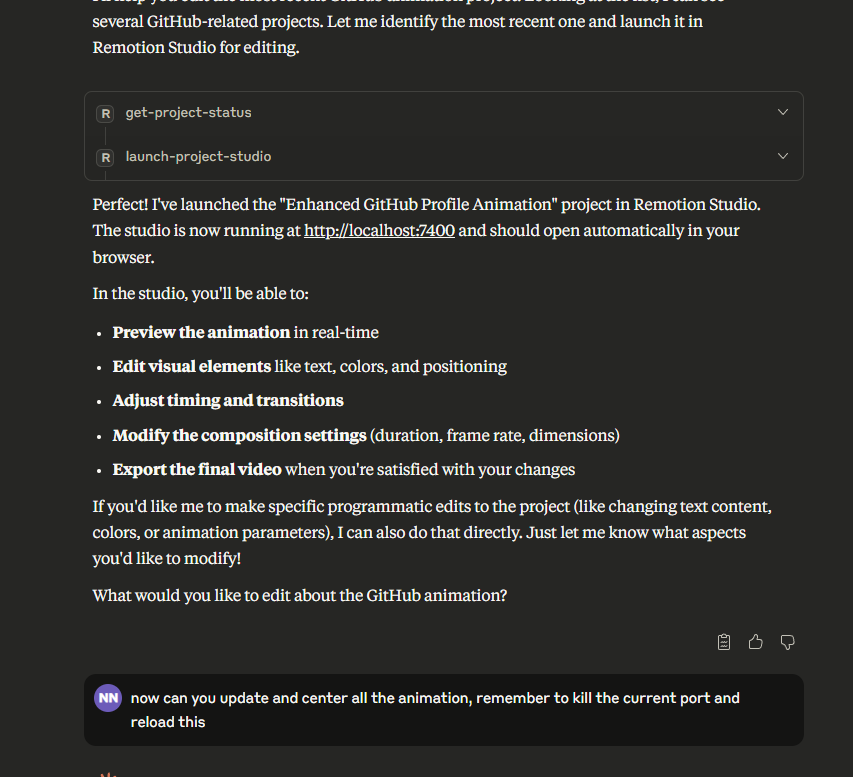 several GitHub-related projects. Let me identify the most recent one and launch it in
Remotion Studio for editing.
R get-project-status
R launch-project-studio
Perfect! I've launched the "Enhanced GitHub Profile Animation" project in Remotion Studio.
The studio is now running at http://localhost:7400 and should open automatically in your
browser.
In the studio, you'll be able to:
• Preview the animation in real-time
• Edit visual elements like text, colors, and positioning
• Adjust timing and transitions
• Modify the composition settings (duration, frame rate, dimensions)
• Export the final video when you're satisfied with your changes
If you'd like me to make specific programmatic edits to the project (like changing text content,
colors, or animation parameters), I can also do that directly. Just let me know what aspects
you'd like to modify!
What would you like to edit about the GitHub animation?
NN now can you update and center all the animation, remember to kill the current port and
reload this